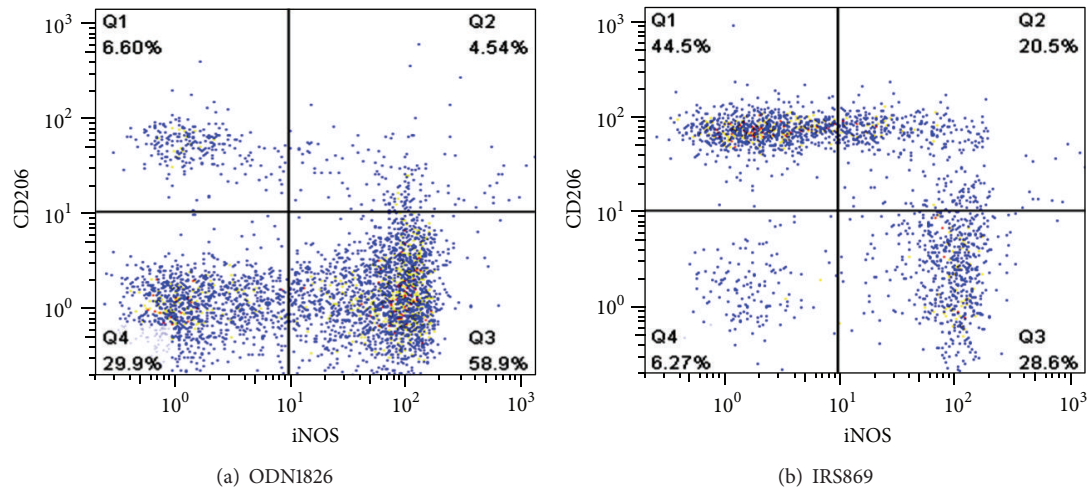 10³
Q1
6.60%
Q2
4.54%
10²
CD206
10¹
10⁰
Q4
29.9%
Q3
58.9%
10⁰ 10¹ 10² 10³
iNOS
(a) ODN1826
10³
Q1
44.5%
Q2
20.5%
10²
CD206
10¹
10⁰
Q4
6.27%
Q3
28.6%
10⁰ 10¹ 10² 10³
iNOS
(b) IRS869